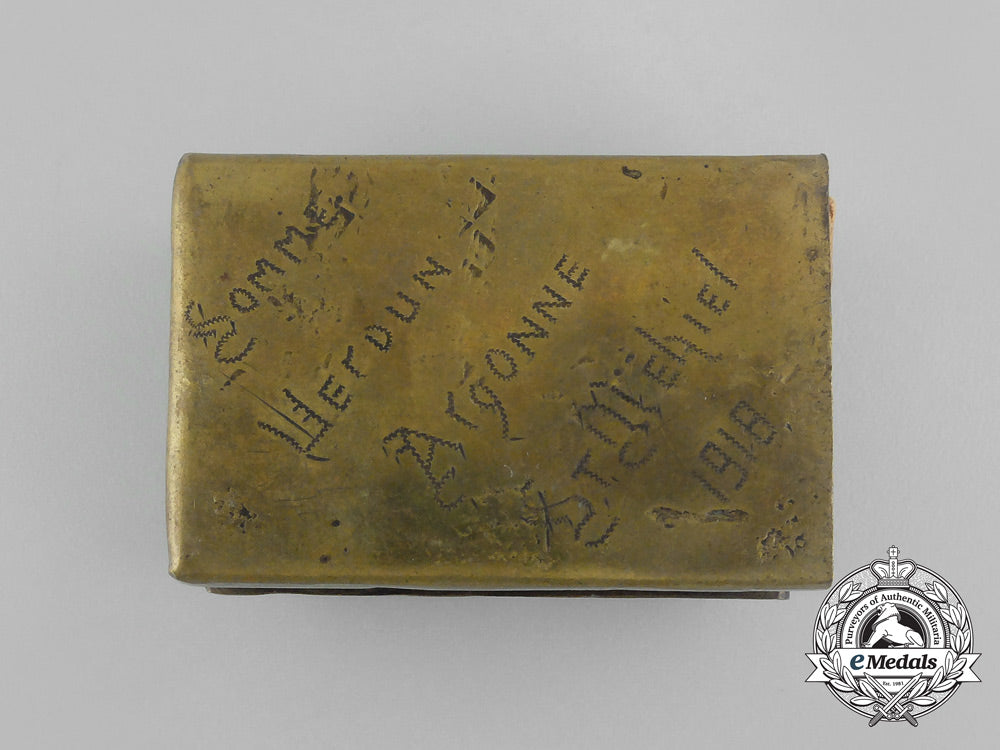 Somme
Verdun
Argonne
St Mihiel
1918
Purveyors of Authentic Militaria
eMedals
Est. 1981